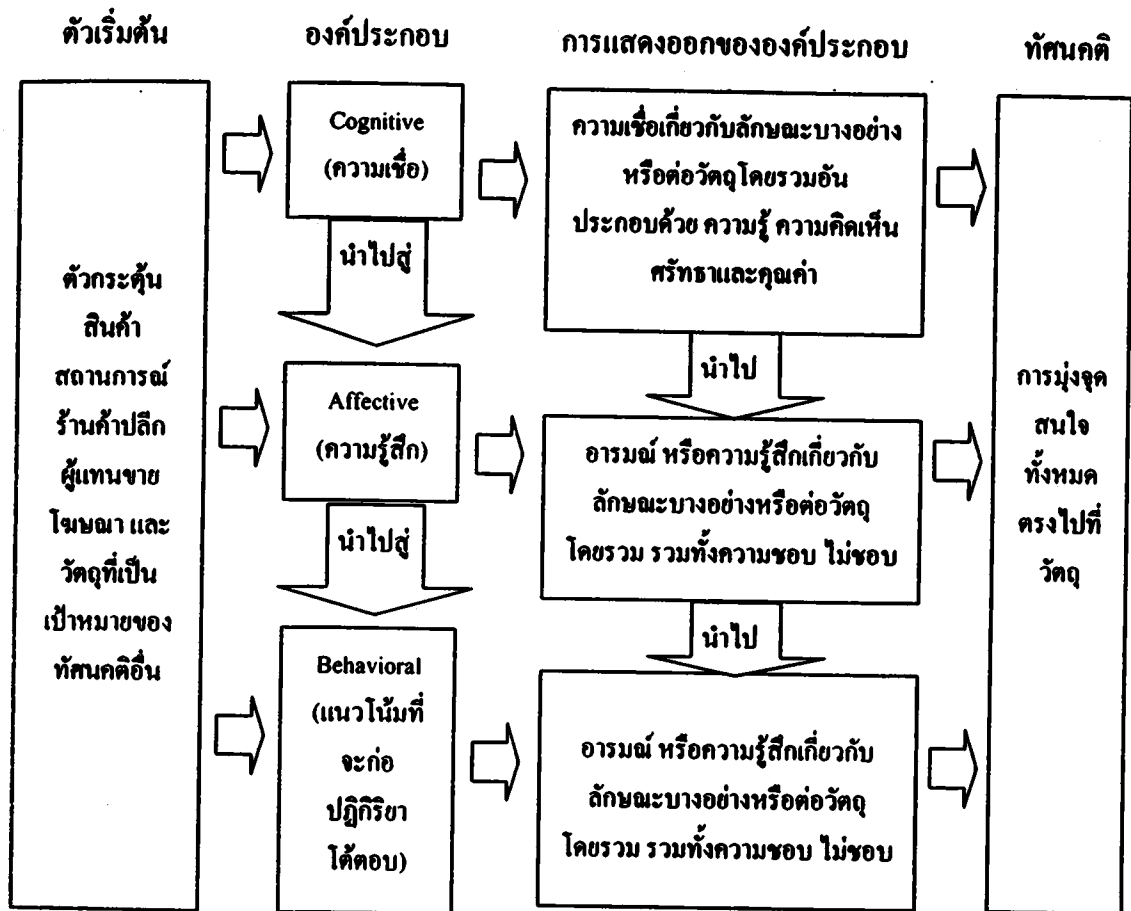 ตัวเริ่มต้น
องค์ประกอบ
การแสดงออกขององค์ประกอบ
ทัศนคติ
ตัวกระตุ้น
สินค้า
สถานการณ์
ร้านค้าปลีก
ผู้แทนขาย
โฆษณา และ
วัตถุที่เป็น
เป้าหมายของ
ทัศนคติอื่น
Cognitive
(ความเชื่อ)
นำไปสู่
Affective
(ความรู้สึก)
นำไปสู่
Behavioral
(แนวโน้มที่
จะก่อ
ปฏิกิริยา
โต้ตอบ)
ความเชื่อเกี่ยวกับลักษณะบางอย่าง
หรือต่อวัตถุโดยรวมอัน
ประกอบด้วย ความรู้ ความคิดเห็น
ศรัทธาและคุณค่า
นำไป
อารมณ์ หรือความรู้สึกเกี่ยวกับ
ลักษณะบางอย่างหรือต่อวัตถุ
โดยรวม รวมทั้งความชอบ ไม่ชอบ
นำไป
อารมณ์ หรือความรู้สึกเกี่ยวกับ
ลักษณะบางอย่างหรือต่อวัตถุ
โดยรวม รวมทั้งความชอบ ไม่ชอบ
การมุ่งจุด
สนใจ
ทั้งหมด
ตรงไปที่
วัตถุ